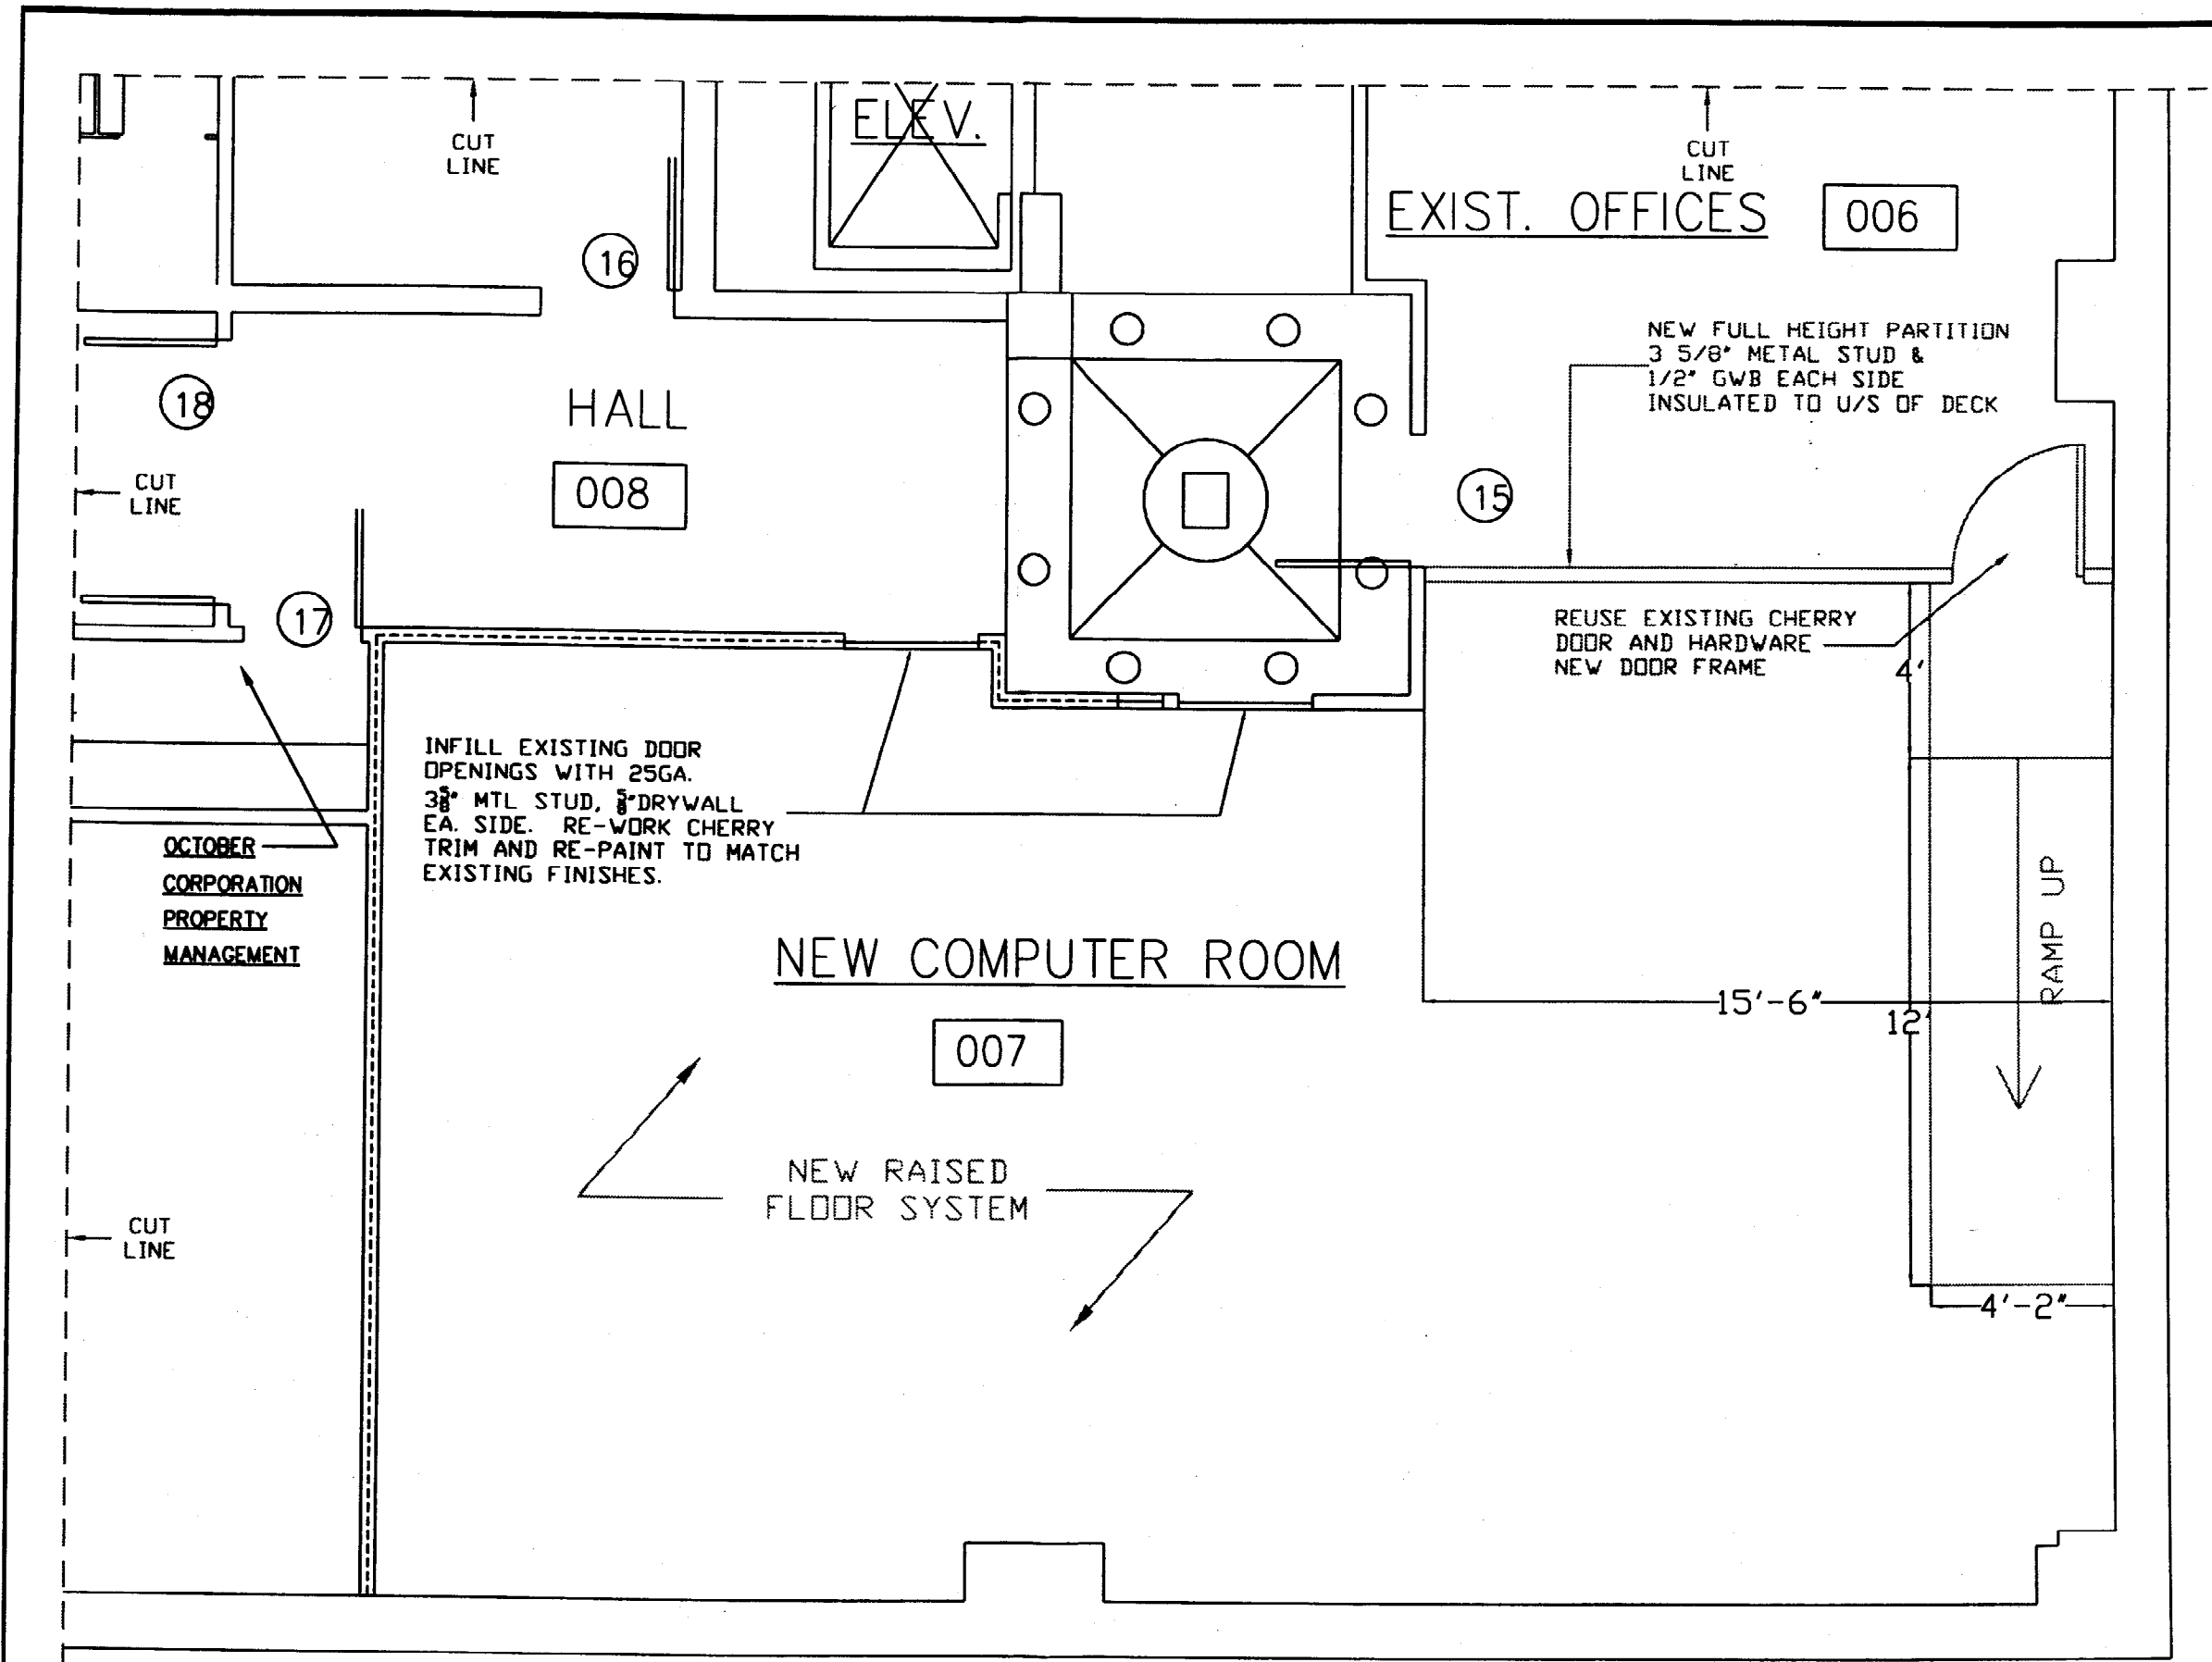 ELEV.
CUT
LINE
CUT
LINE
EXIST. OFFICES
006
16
NEW FULL HEIGHT PARTITION
3 5/8" METAL STUD &
1/2" GWB EACH SIDE
INSULATED TO U/S OF DECK
18
HALL
008
CUT
LINE
15
17
REUSE EXISTING CHERRY
DOOR AND HARDWARE
NEW DOOR FRAME
4'
INFILL EXISTING DOOR
OPENINGS WITH 25GA.
3⅝" MTL STUD, ⅝" DRYWALL
EA. SIDE. RE-WORK CHERRY
TRIM AND RE-PAINT TO MATCH
EXISTING FINISHES.
OCTOBER
CORPORATION
PROPERTY
MANAGEMENT
RAMP UP
NEW COMPUTER ROOM
007
15'-6"
12'
NEW RAISED
FLOOR SYSTEM
CUT
LINE
4'-2"